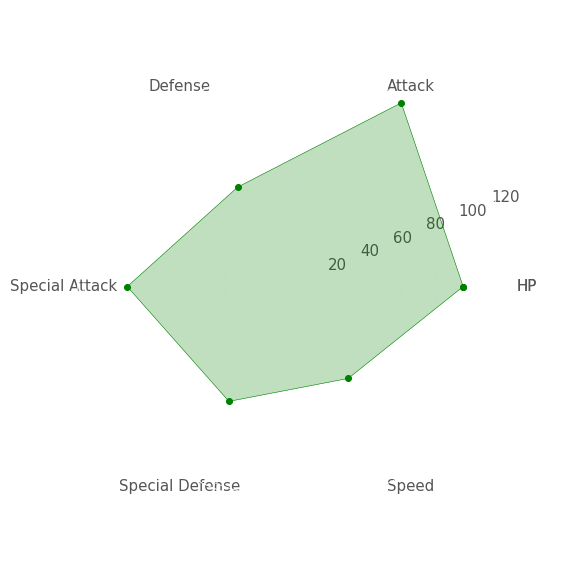 Defense
Attack
120
100
80
60
40
20
Special Attack
HP
Special Defense
Speed